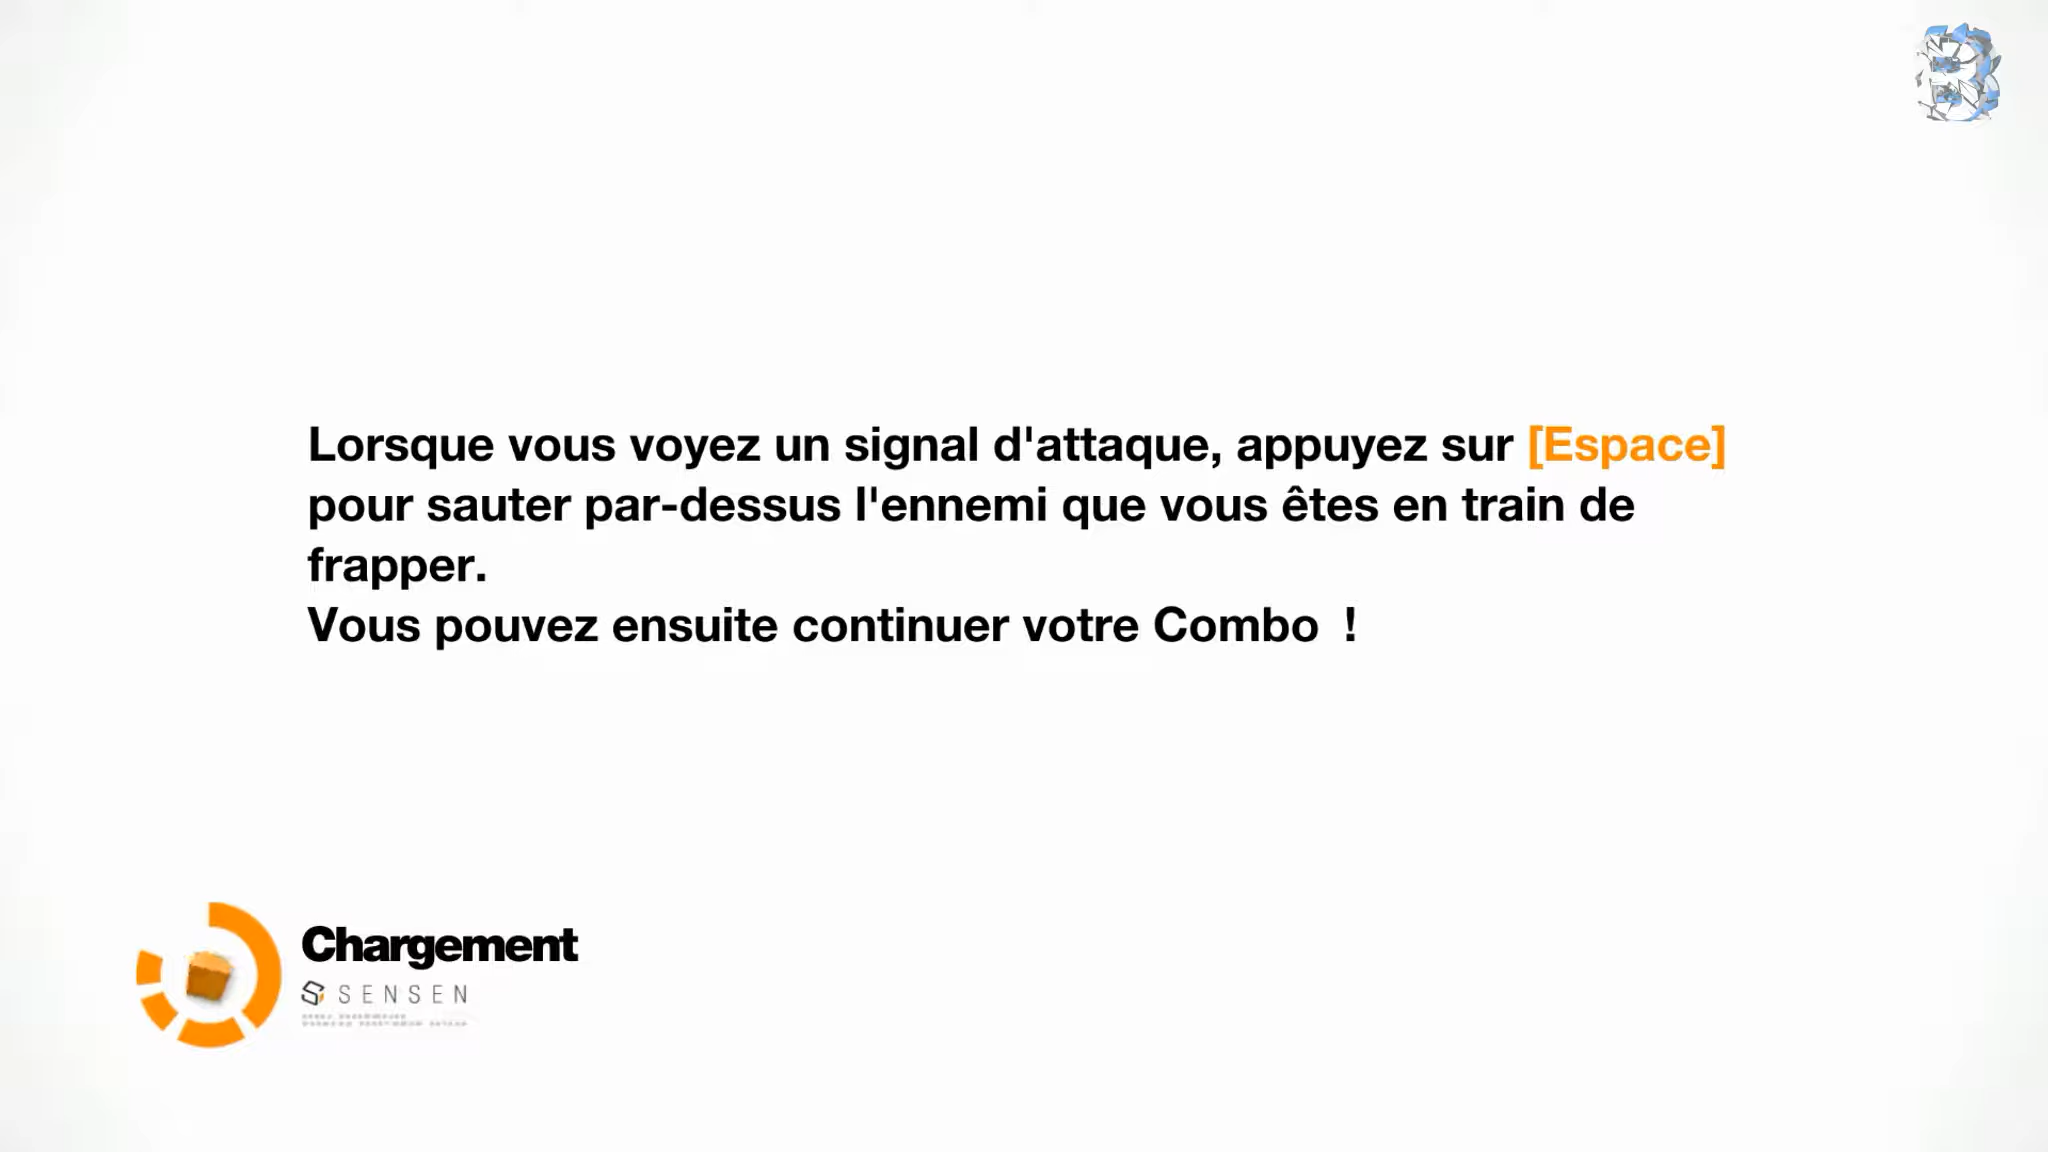 Lorsque vous voyez un signal d'attaque, appuyez sur [Espace]
pour sauter par-dessus l'ennemi que vous êtes en train de
frapper.
Vous pouvez ensuite continuer votre Combo !
Chargement
SENSEN